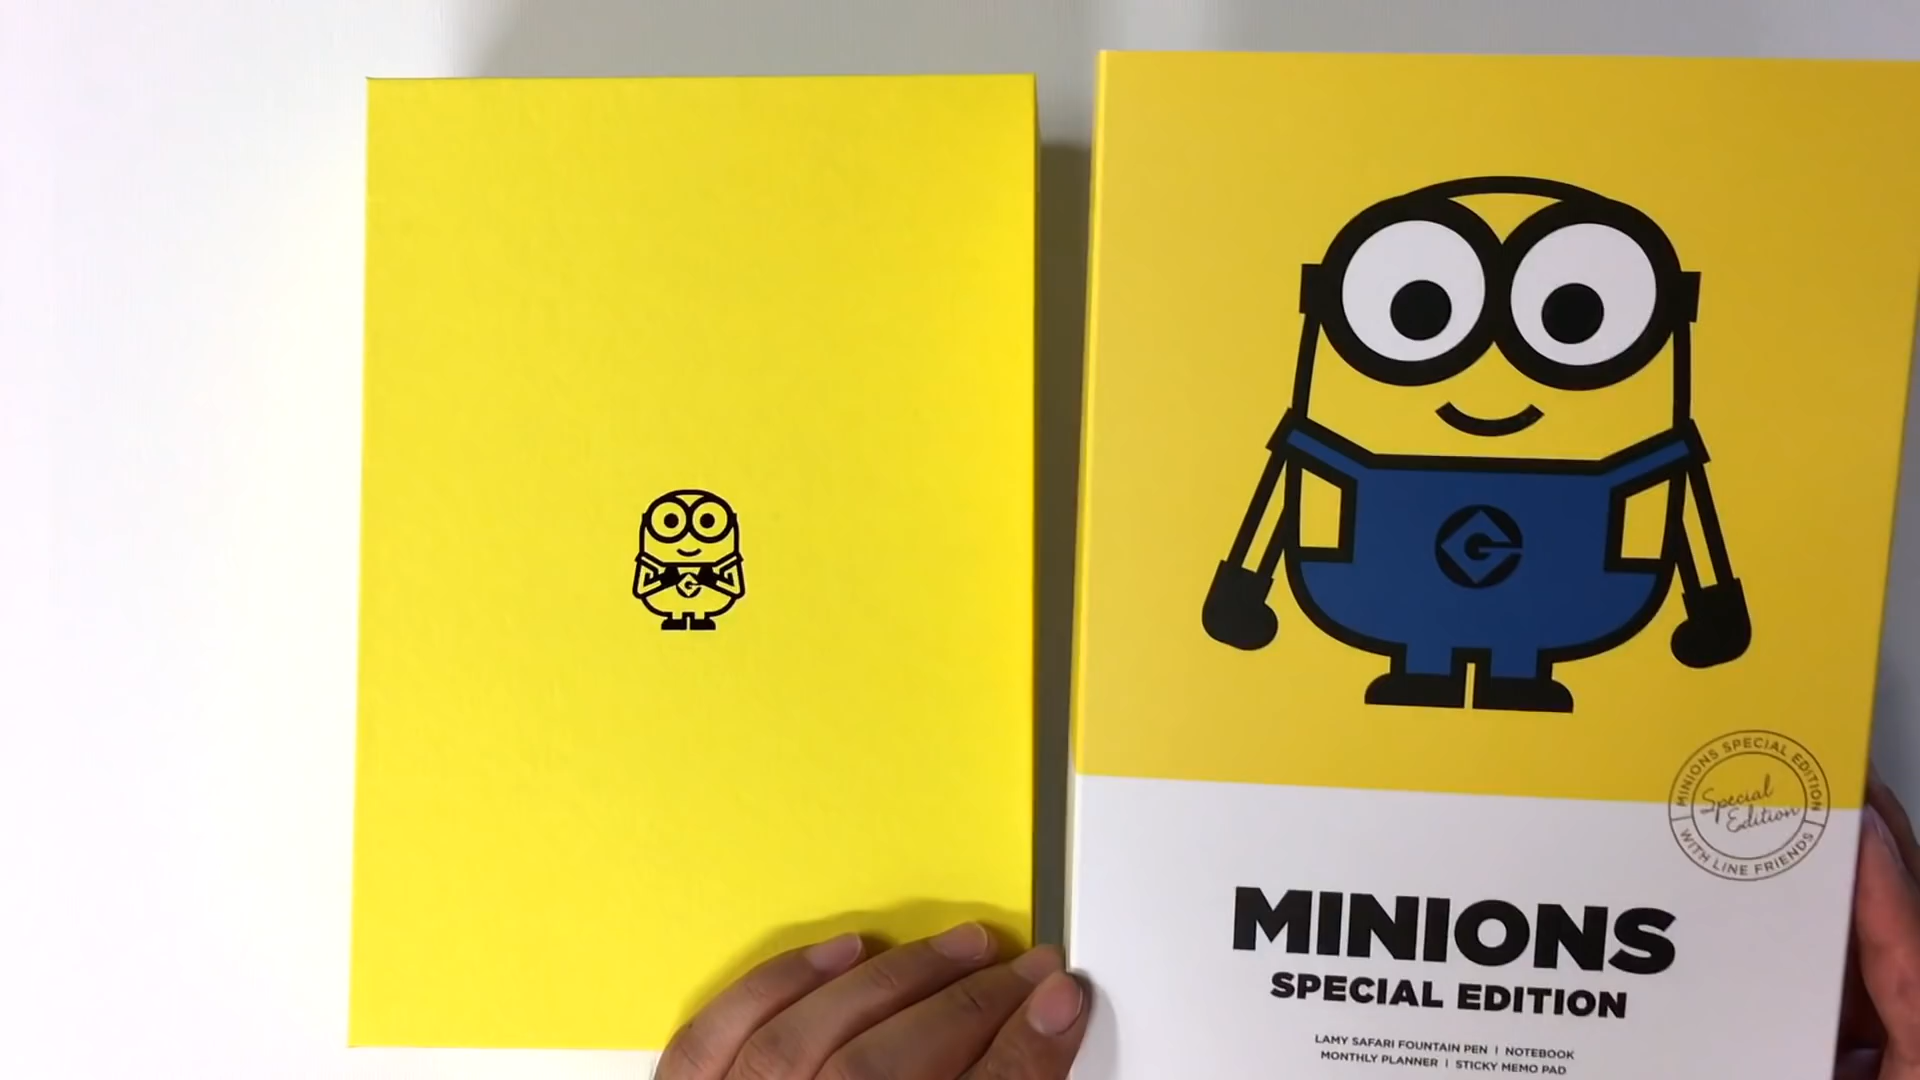 MINIONS SPECIAL EDITION
Special
Edition
WITH LINE FRIENDS
MINIONS
SPECIAL EDITION
LAMY SAFARI FOUNTAIN PEN | NOTEBOOK
MONTHLY PLANNER | STICKY MEMO PAD